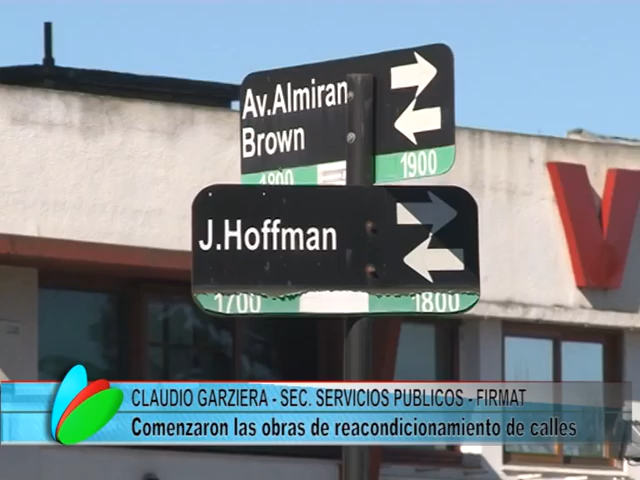 Av.Almiran
Brown
1800 1900
J.Hoffman
1700 1800
V
CLAUDIO GARZIERA - SEC. SERVICIOS PUBLICOS - FIRMAT
Comenzaron las obras de reacondicionamiento de calles